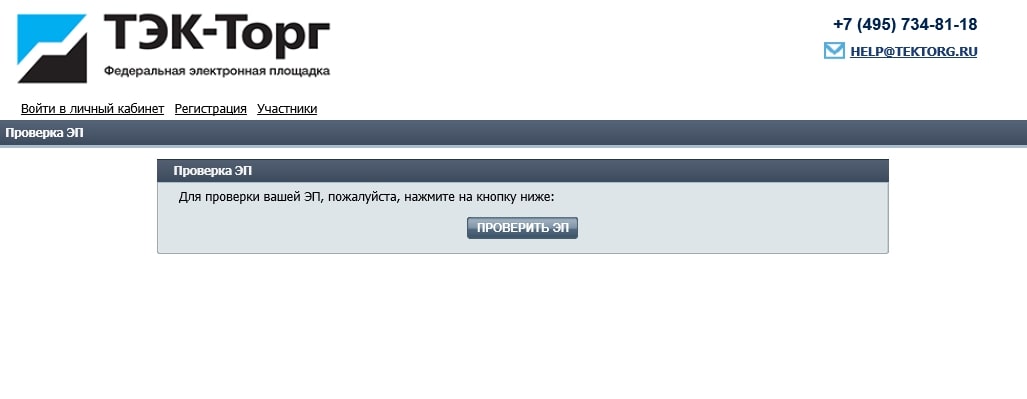 ТЭК-Торг
Федеральная электронная площадка
+7 (495) 734-81-18
HELP@TEKTORG.RU
Войти в личный кабинет Регистрация Участники
Проверка ЭП
Проверка ЭП
Для проверки вашей ЭП, пожалуйста, нажмите на кнопку ниже:
ПРОВЕРИТЬ ЭП